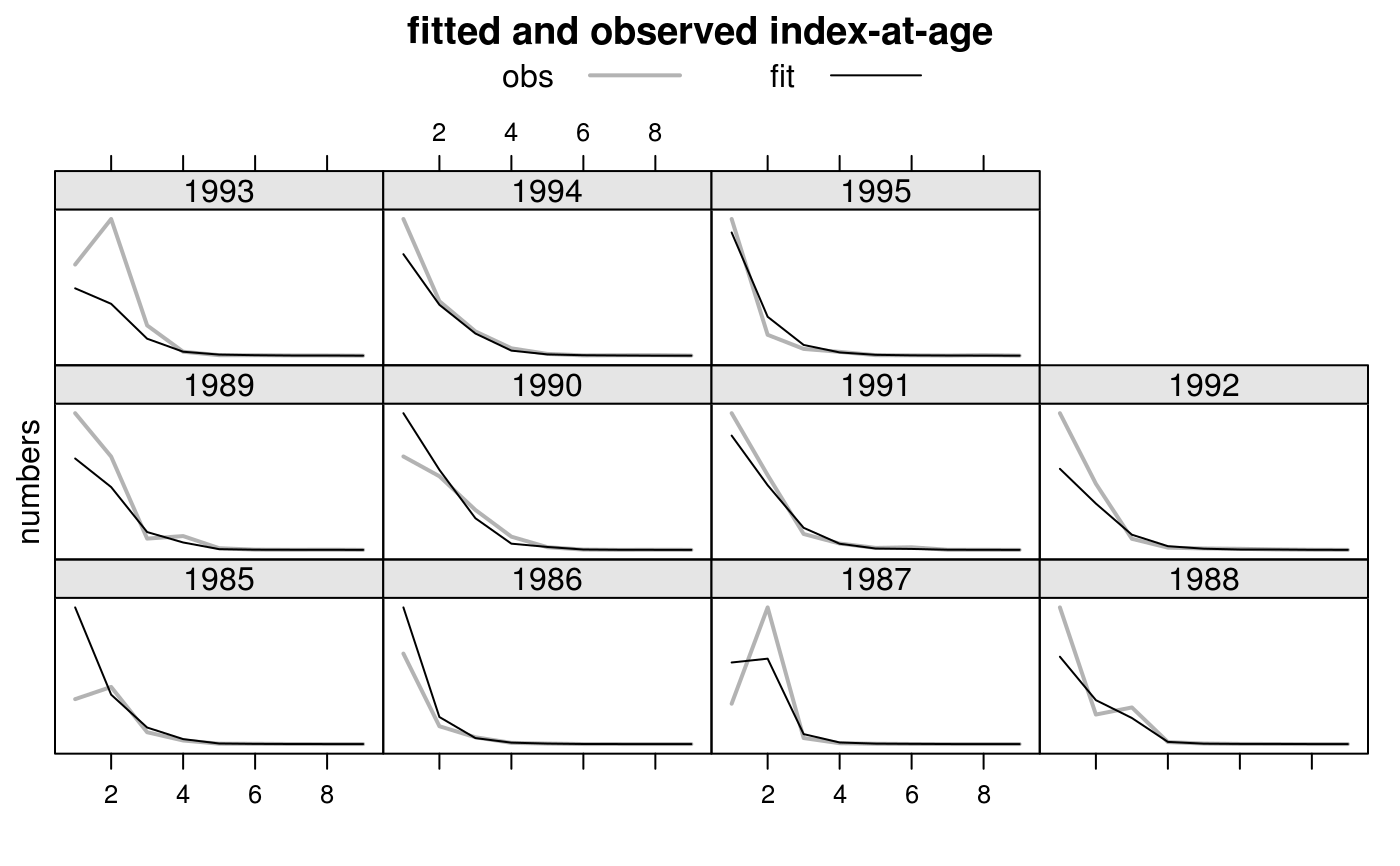 fitted and observed index-at-age
obs fit
2 4 6 8
1993 1994 1995
1989 1990 1991 1992
numbers
1985 1986 1987 1988
2 4 6 8 2 4 6 8